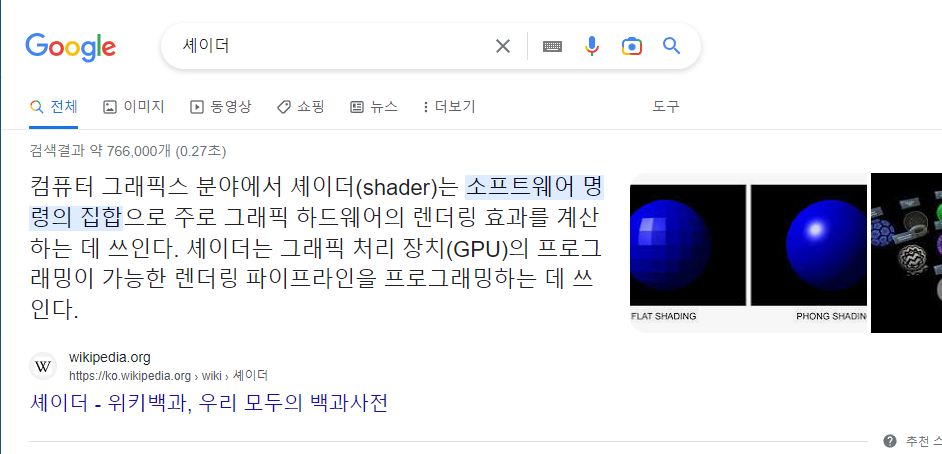 Google
셰이더
전체
이미지
동영상
쇼핑
뉴스
더보기
도구
검색결과 약 766,000개 (0.27초)
컴퓨터 그래픽스 분야에서 셰이더(shader)는 소프트웨어 명
령의 집합으로 주로 그래픽 하드웨어의 렌더링 효과를 계산
하는 데 쓰인다. 셰이더는 그래픽 처리 장치(GPU)의 프로그
래밍이 가능한 렌더링 파이프라인을 프로그래밍하는 데 쓰
인다.
FLAT SHADING
PHONG SHADING
W
wikipedia.org
https://ko.wikipedia.org › wiki › 셰이더
셰이더 - 위키백과, 우리 모두의 백과사전
추천 스